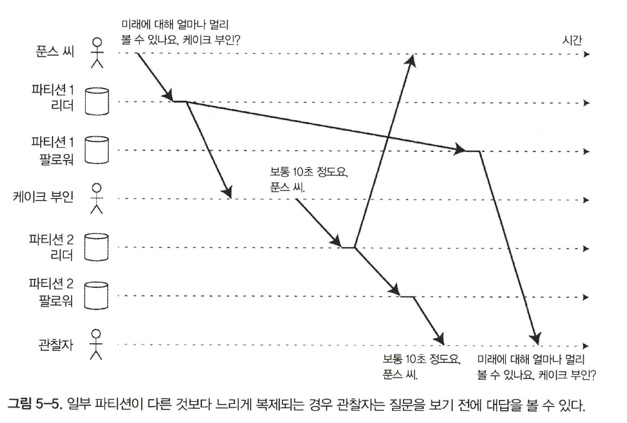 미래에 대해 얼마나 멀리
볼 수 있나요, 케이크 부인?
시간
푼스 씨
파티션 1
리더
파티션 1
팔로워
보통 10초 정도요,
푼스 씨.
케이크 부인
파티션 2
리더
파티션 2
팔로워
관찰자
보통 10초 정도요,
푼스 씨.
미래에 대해 얼마나 멀리
볼 수 있나요, 케이크 부인?
그림 5-5. 일부 파티션이 다른 것보다 느리게 복제되는 경우 관찰자는 질문을 보기 전에 대답을 볼 수 있다.